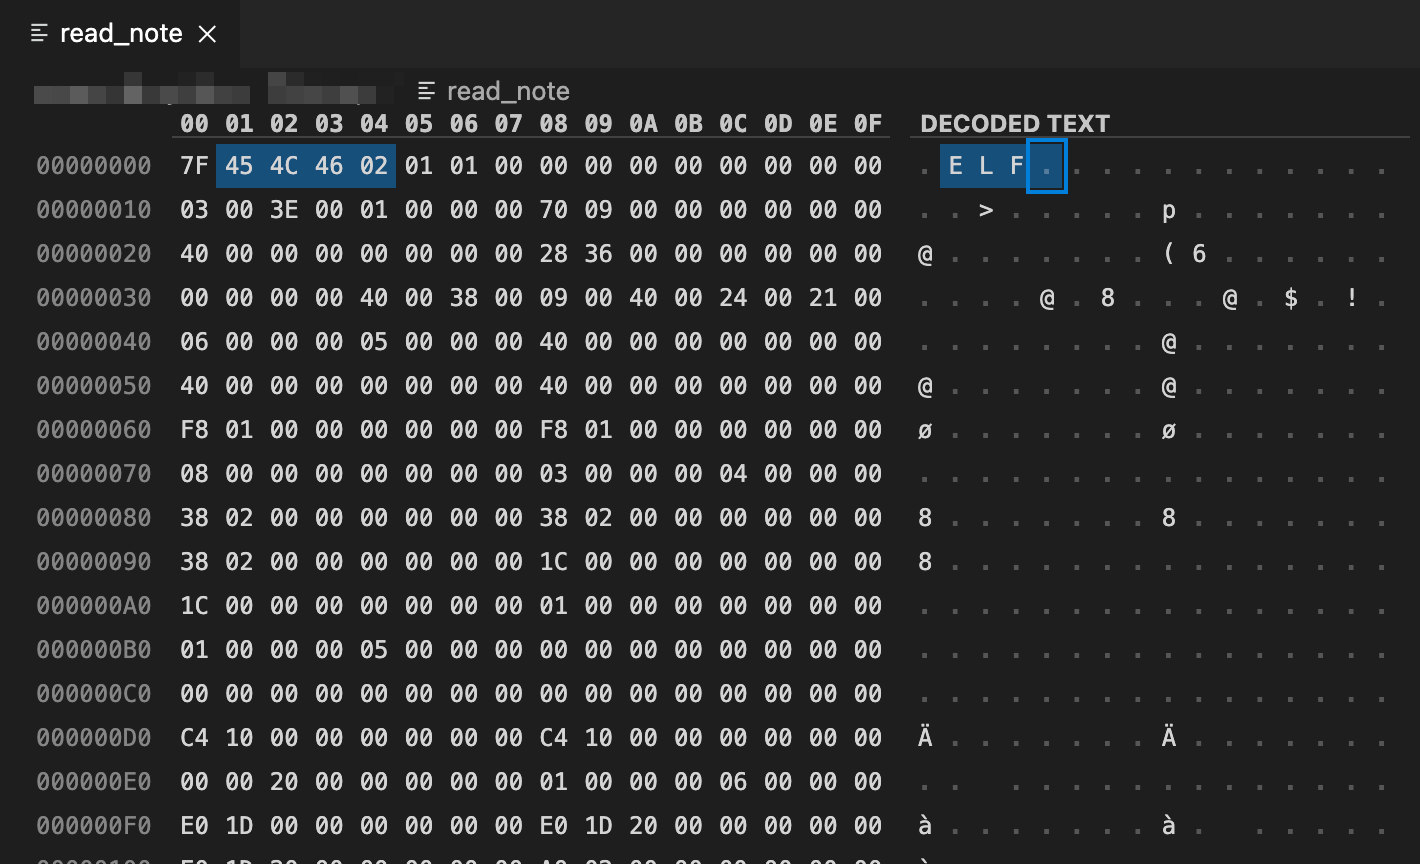 read_note
read_note
00 01 02 03 04 05 06 07 08 09 0A 0B 0C 0D 0E 0F DECODED TEXT
00000000 7F 45 4C 46 02 01 01 00 00 00 00 00 00 00 00 00 . E L F . . . . . . . . . . . .
00000010 03 00 3E 00 01 00 00 00 70 09 00 00 00 00 00 00 . . > . . . . . p . . . . . . .
00000020 40 00 00 00 00 00 00 00 28 36 00 00 00 00 00 00 @ . . . . . . . ( 6 . . . . . .
00000030 00 00 00 00 40 00 38 00 09 00 40 00 24 00 21 00 . . . . @ . 8 . . . @ . $ . ! .
00000040 06 00 00 00 05 00 00 00 40 00 00 00 00 00 00 00 . . . . . . . . @ . . . . . . .
00000050 40 00 00 00 00 00 00 00 40 00 00 00 00 00 00 00 @ . . . . . . . @ . . . . . . .
00000060 F8 01 00 00 00 00 00 00 F8 01 00 00 00 00 00 00 ø . . . . . . . ø . . . . . . .
00000070 08 00 00 00 00 00 00 00 03 00 00 00 04 00 00 00 . . . . . . . . . . . . . . . .
00000080 38 02 00 00 00 00 00 00 38 02 00 00 00 00 00 00 8 . . . . . . . 8 . . . . . . .
00000090 38 02 00 00 00 00 00 00 1C 00 00 00 00 00 00 00 8 . . . . . . . . . . . . . . .
000000A0 1C 00 00 00 00 00 00 00 01 00 00 00 00 00 00 00 . . . . . . . . . . . . . . . .
000000B0 01 00 00 00 05 00 00 00 00 00 00 00 00 00 00 00 . . . . . . . . . . . . . . . .
000000C0 00 00 00 00 00 00 00 00 00 00 00 00 00 00 00 00 . . . . . . . . . . . . . . . .
000000D0 C4 10 00 00 00 00 00 00 C4 10 00 00 00 00 00 00 Ä . . . . . . . Ä . . . . . . .
000000E0 00 00 20 00 00 00 00 00 01 00 00 00 06 00 00 00 . .   . . . . . . . . . . . . .
000000F0 E0 1D 00 00 00 00 00 00 E0 1D 20 00 00 00 00 00 à . . . . . . . à .   . . . . .